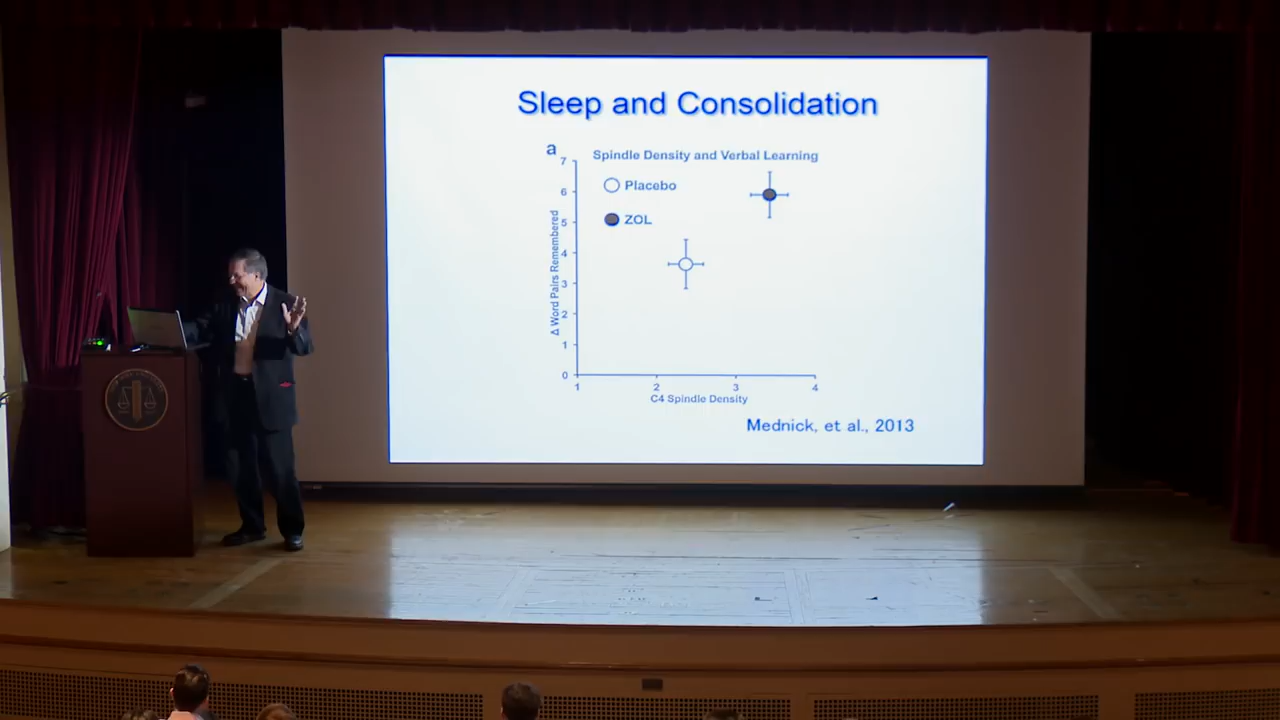 Sleep and Consolidation
a
Spindle Density and Verbal Learning
Placebo
ZOL
7
6
5
4
3
2
1
0
Δ Word Pairs Remembered
1 2 3 4
C4 Spindle Density
Mednick, et al., 2013